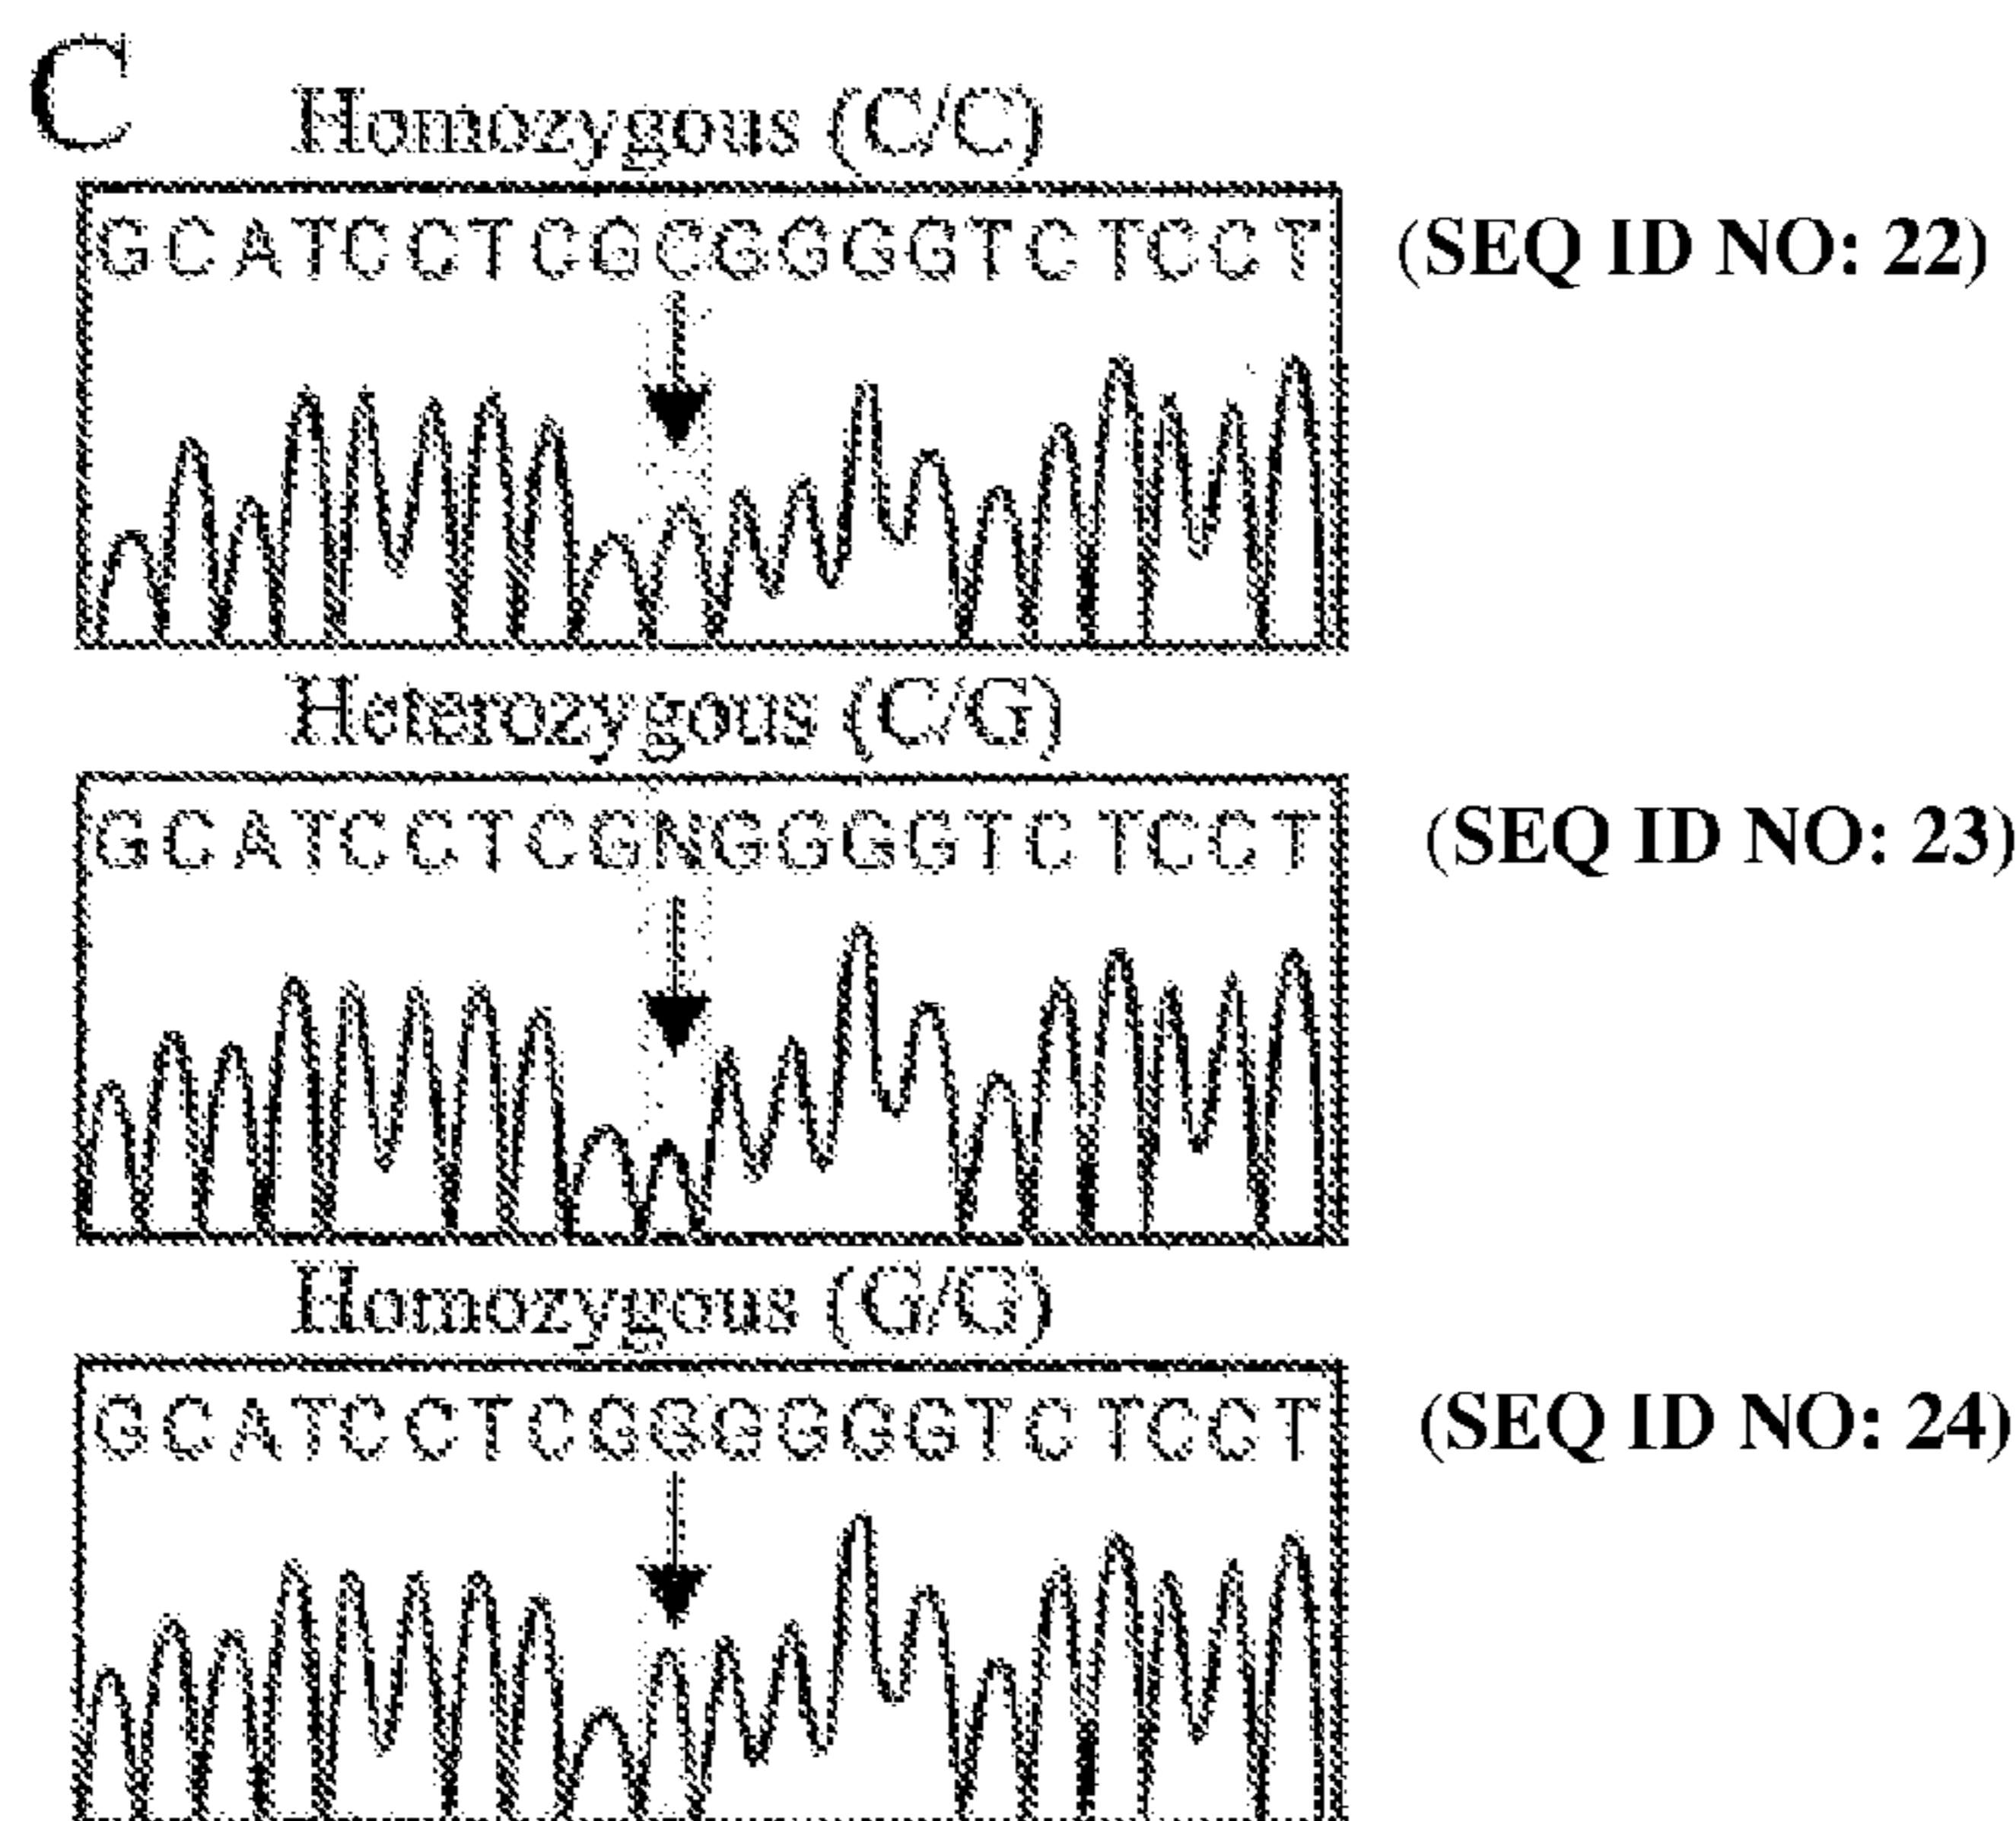 C
Homozygous (C/C)
GCATCCTCGCGGGGTCTCCT (SEQ ID NO: 22)
Heterozygous (C/G)
GCATCCTCGNGGGGTCTCCT (SEQ ID NO: 23)
Homozygous (G/G)
GCATCCTCGGGGGGTCTCCT (SEQ ID NO: 24)